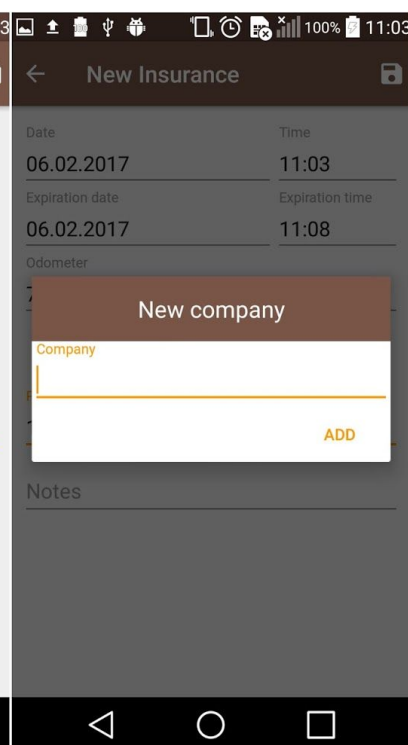 3 100% 11:03
New Insurance
Date Time
06.02.2017 11:03
Expiration date Expiration time
06.02.2017 11:08
Odometer
New company
Company
ADD
Notes